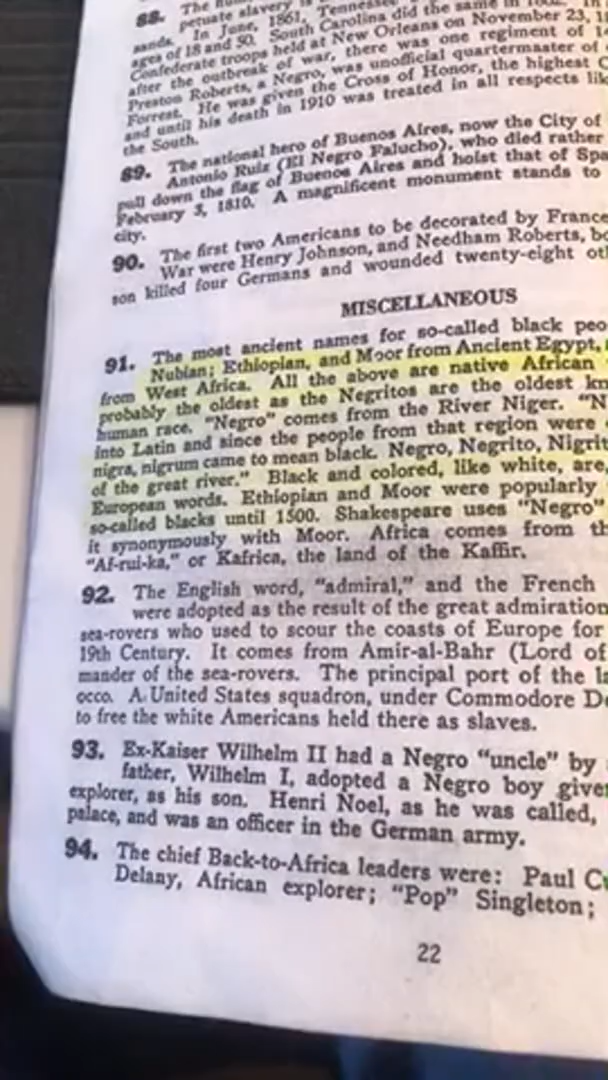 88. The
petuate slavery
sands. In June, 1861, Tennessee
ages of 18 and 50. South Carolina did the same in
Confederate troops held at New Orleans on November 23, 1
after the outbreak of war, there was one regiment of 1
Preston Roberts, a Negro, was unofficial quartermaster of
Forrest. He was given the Cross of Honor, the highest C
and until his death in 1910 was treated in all respects lik
the South.
89. The national hero of Buenos Aires, now the City of
Antonio Ruiz (El Negro Falucho), who died rather
pull down the flag of Buenos Aires and hoist that of Spa
February 3, 1810. A magnificent monument stands to
city.
90. The first two Americans to be decorated by France
War were Henry Johnson, and Needham Roberts, bo
son killed four Germans and wounded twenty-eight oth
MISCELLANEOUS
91. The most ancient names for so-called black peo
Nubian; Ethiopian, and Moor from Ancient Egypt,
from West Africa. All the above are native African
probably the oldest as the Negritos are the oldest kn
human race. "Negro" comes from the River Niger. "N
into Latin and since the people from that region were
nigra, nigrum came to mean black. Negro, Negrito, Nigrit
of the great river." Black and colored, like white, are,
European words. Ethiopian and Moor were popularly
so-called blacks until 1500. Shakespeare uses "Negro"
it synonymously with Moor. Africa comes from th
"Af-rui-ka," or Kafrica, the land of the Kaffir.
92. The English word, "admiral," and the French
were adopted as the result of the great admiration
sea-rovers who used to scour the coasts of Europe for
19th Century. It comes from Amir-al-Bahr (Lord of
mander of the sea-rovers. The principal port of the la
occo. A United States squadron, under Commodore De
to free the white Americans held there as slaves.
93. Ex-Kaiser Wilhelm II had a Negro "uncle" by
father, Wilhelm I, adopted a Negro boy given
explorer, as his son. Henri Noel, as he was called,
palace, and was an officer in the German army.
94. The chief Back-to-Africa leaders were: Paul Cu
Delany, African explorer; "Pop" Singleton;
22